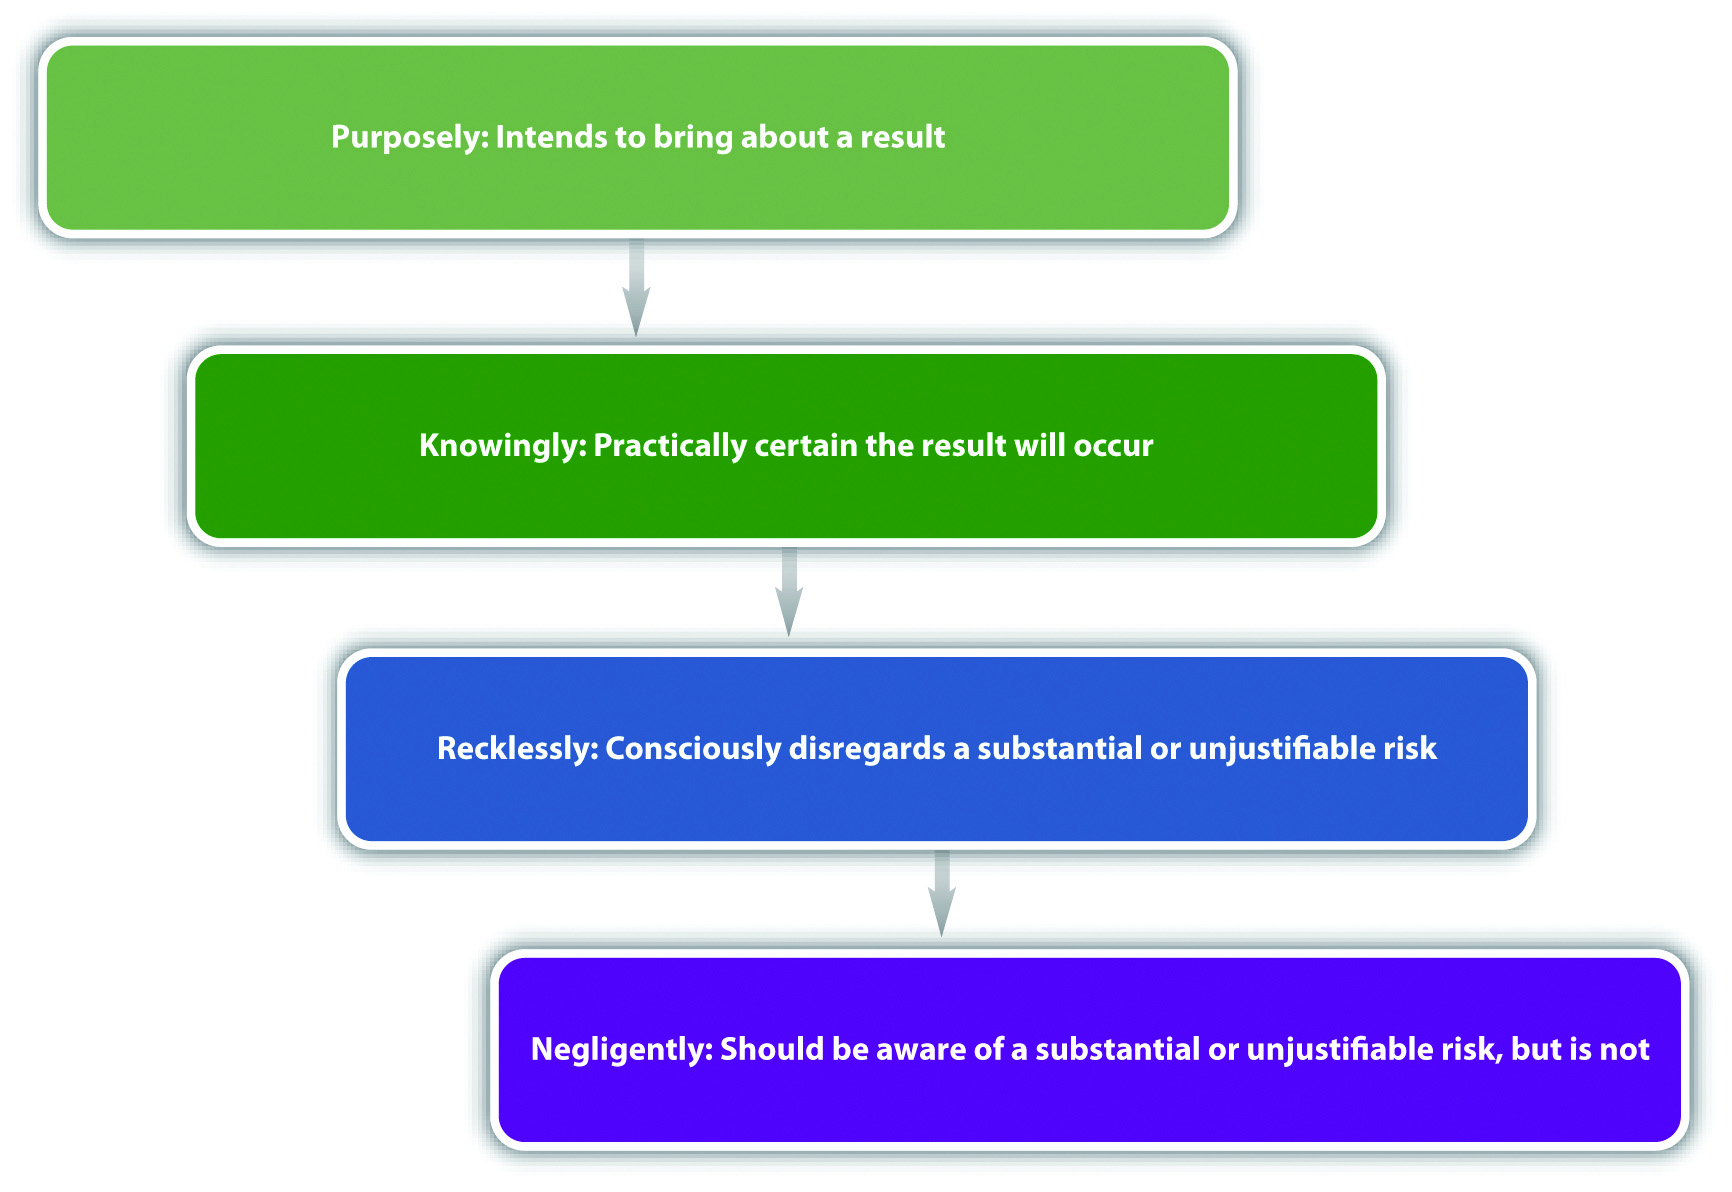 Purposely: Intends to bring about a result
Knowingly: Practically certain the result will occur
Recklessly: Consciously disregards a substantial or unjustifiable risk
Negligently: Should be aware of a substantial or unjustifiable risk, but is not